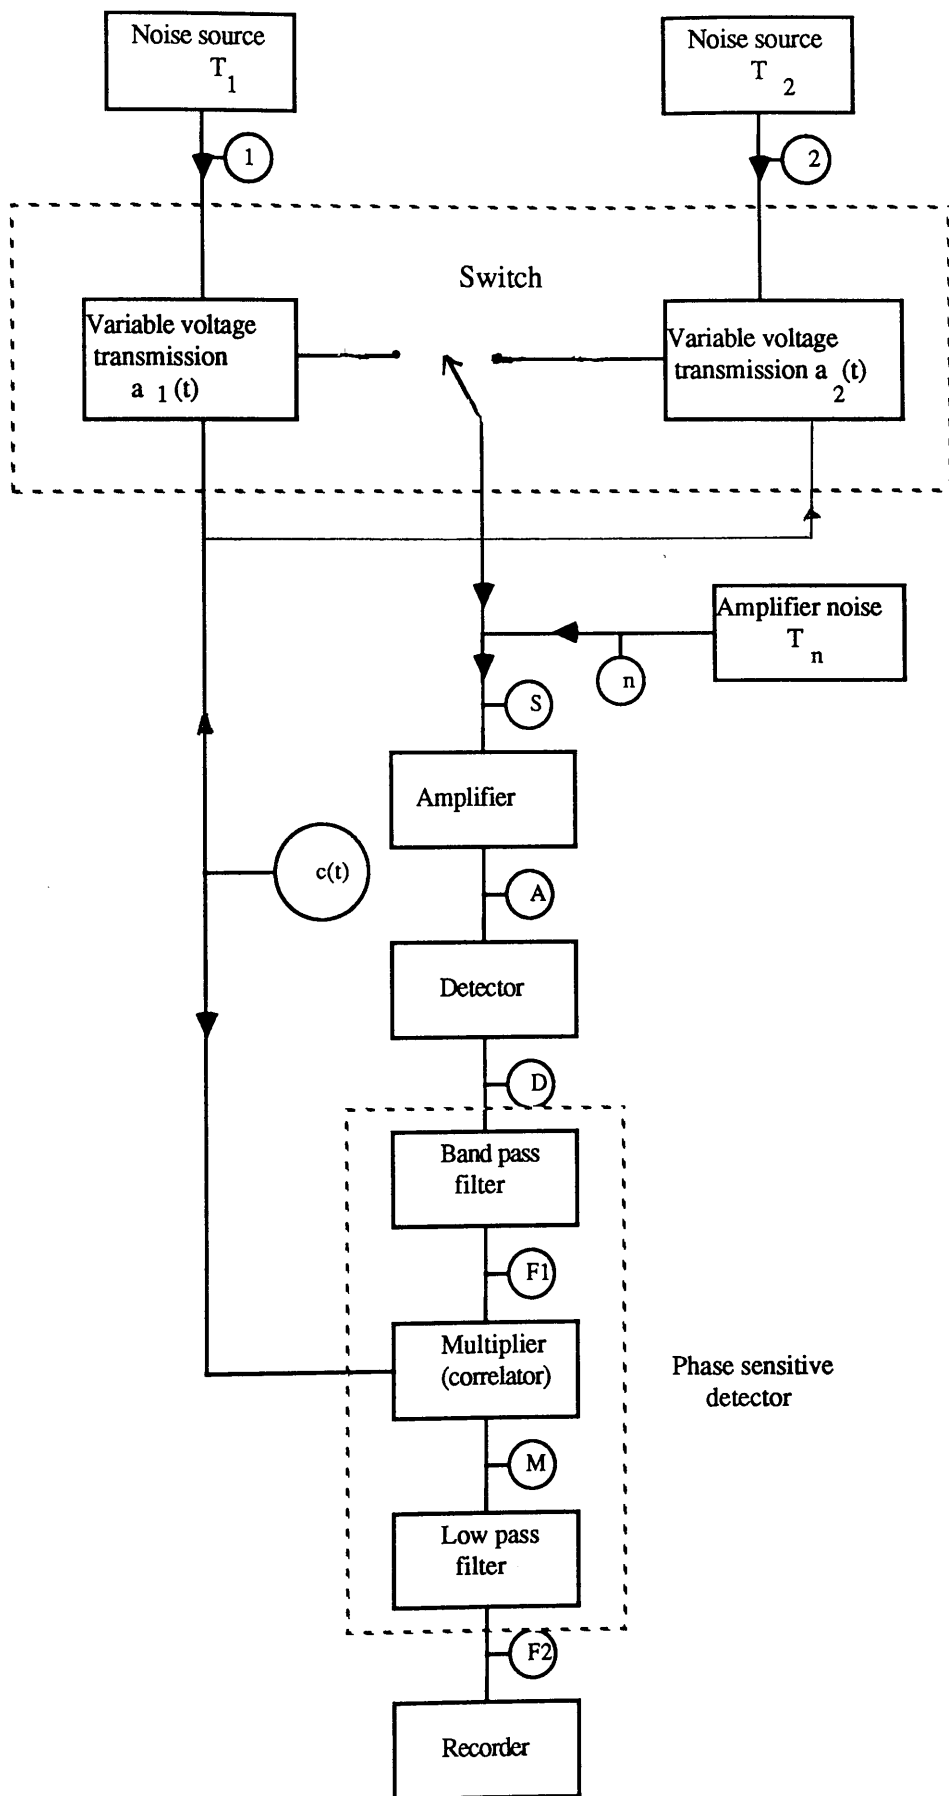 Noise source
T 1
Noise source
T 2
1
2
Switch
Variable voltage
transmission
a 1 (t)
Variable voltage
transmission a 2 (t)
Amplifier noise
T n
n
S
Amplifier
c(t)
A
Detector
D
Band pass
filter
F1
Multiplier
(correlator)
Phase sensitive
detector
M
Low pass
filter
F2
Recorder